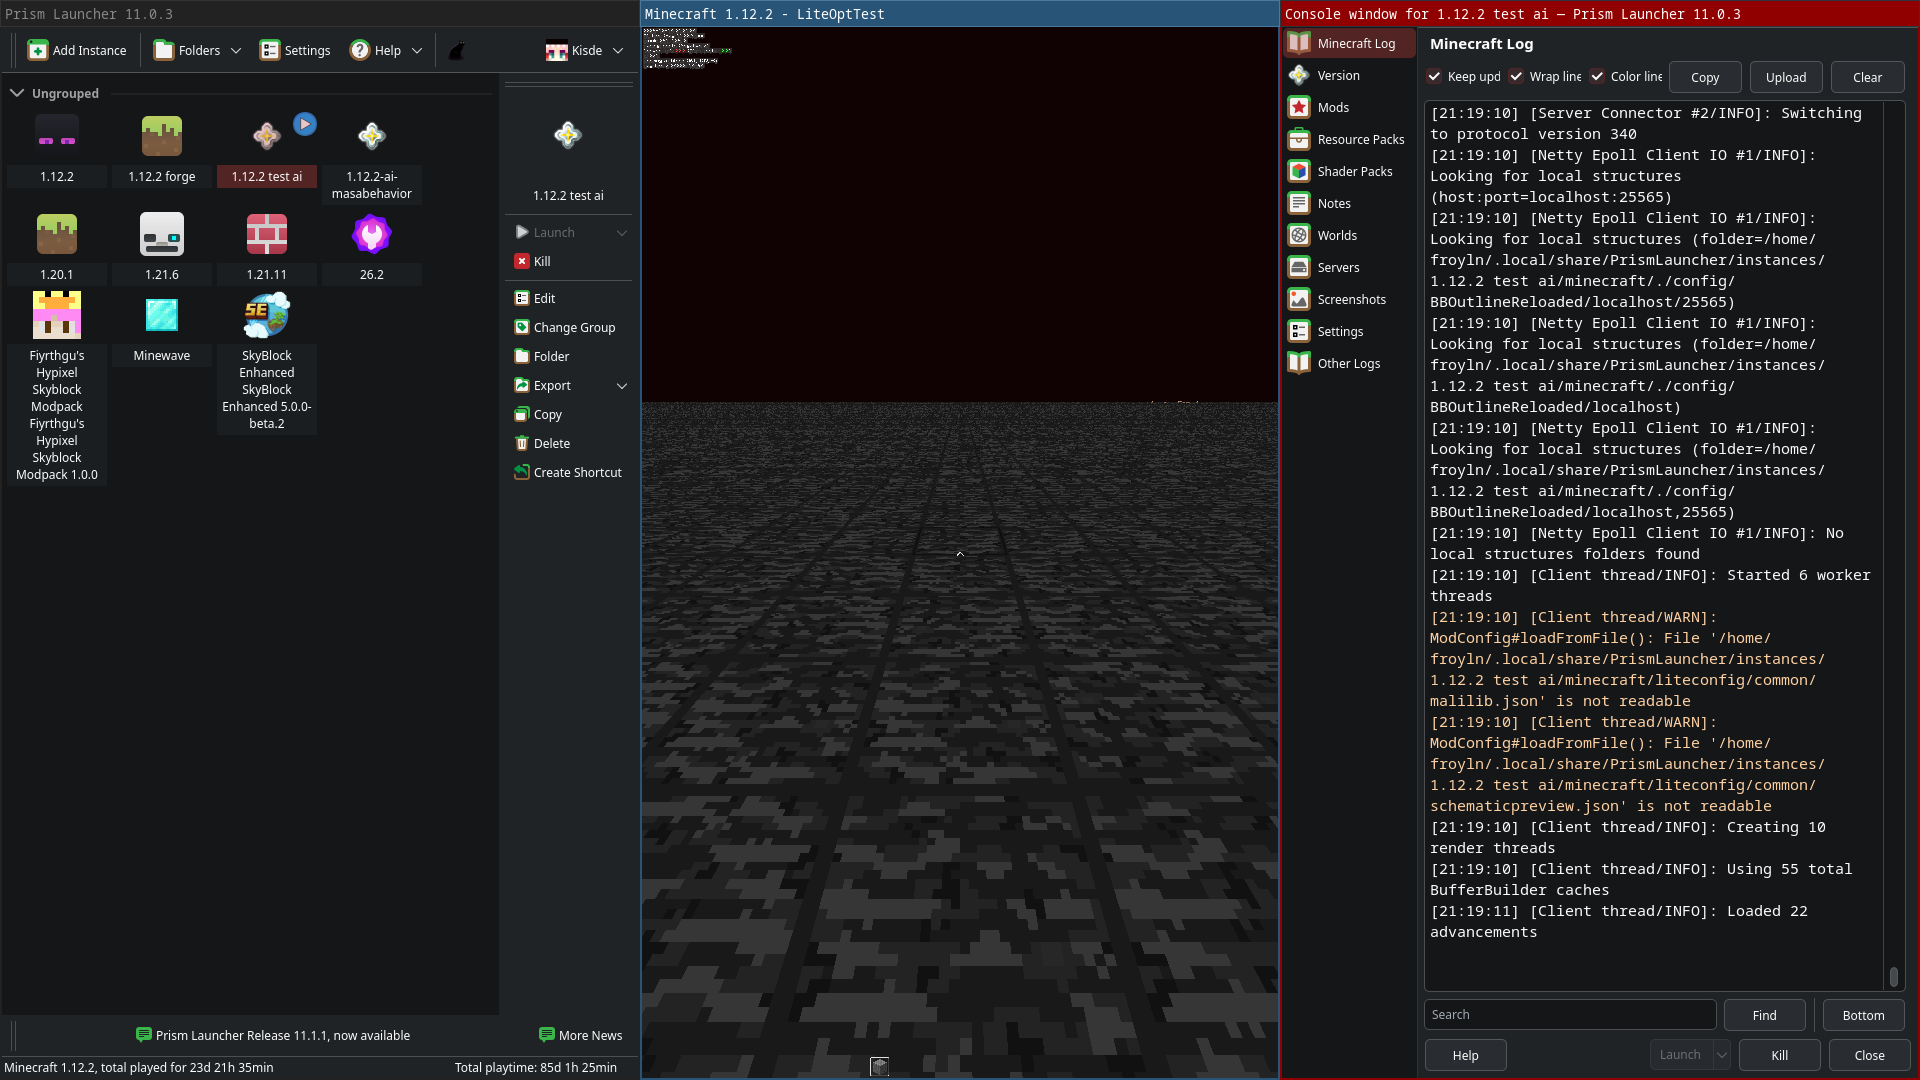 Prism Launcher 11.0.3
Add Instance
Folders
Settings
Help
Kisde
Ungrouped
1.12.2
1.12.2 forge
1.12.2 test ai
1.12.2-ai-
masabehavior
1.20.1
1.21.6
1.21.11
26.2
Fiyrthgu's
Hypixel
Skyblock
Modpack
Fiyrthgu's
Hypixel
Skyblock
Modpack 1.0.0
Minewave
SkyBlock
Enhanced
SkyBlock
Enhanced 5.0.0-
beta.2
1.12.2 test ai
Launch
Kill
Edit
Change Group
Folder
Export
Copy
Delete
Create Shortcut
Prism Launcher Release 11.1.1, now available
More News
Minecraft 1.12.2, total played for 23d 21h 35min
Total playtime: 85d 1h 25min
Minecraft 1.12.2 - LiteOptTest
Console window for 1.12.2 test ai — Prism Launcher 11.0.3
Minecraft Log
Version
Mods
Resource Packs
Shader Packs
Notes
Worlds
Servers
Screenshots
Settings
Other Logs
Minecraft Log
Keep upd
Wrap line
Color line
Copy
Upload
Clear
[21:19:10] [Server Connector #2/INFO]: Switching
to protocol version 340
[21:19:10] [Netty Epoll Client IO #1/INFO]:
Looking for local structures
(host:port=localhost:25565)
[21:19:10] [Netty Epoll Client IO #1/INFO]:
Looking for local structures (folder=/home/
froyln/.local/share/PrismLauncher/instances/
1.12.2 test ai/minecraft/./config/
BBOutlineReloaded/localhost/25565)
[21:19:10] [Netty Epoll Client IO #1/INFO]:
Looking for local structures (folder=/home/
froyln/.local/share/PrismLauncher/instances/
1.12.2 test ai/minecraft/./config/
BBOutlineReloaded/localhost)
[21:19:10] [Netty Epoll Client IO #1/INFO]:
Looking for local structures (folder=/home/
froyln/.local/share/PrismLauncher/instances/
1.12.2 test ai/minecraft/./config/
BBOutlineReloaded/localhost,25565)
[21:19:10] [Netty Epoll Client IO #1/INFO]: No
local structures folders found
[21:19:10] [Client thread/INFO]: Started 6 worker
threads
[21:19:10] [Client thread/WARN]:
ModConfig#loadFromFile(): File '/home/
froyln/.local/share/PrismLauncher/instances/
1.12.2 test ai/minecraft/liteconfig/common/
malilib.json' is not readable
[21:19:10] [Client thread/WARN]:
ModConfig#loadFromFile(): File '/home/
froyln/.local/share/PrismLauncher/instances/
1.12.2 test ai/minecraft/liteconfig/common/
schematicpreview.json' is not readable
[21:19:10] [Client thread/INFO]: Creating 10
render threads
[21:19:10] [Client thread/INFO]: Using 55 total
BufferBuilder caches
[21:19:11] [Client thread/INFO]: Loaded 22
advancements
Search
Find
Bottom
Help
Launch
Kill
Close